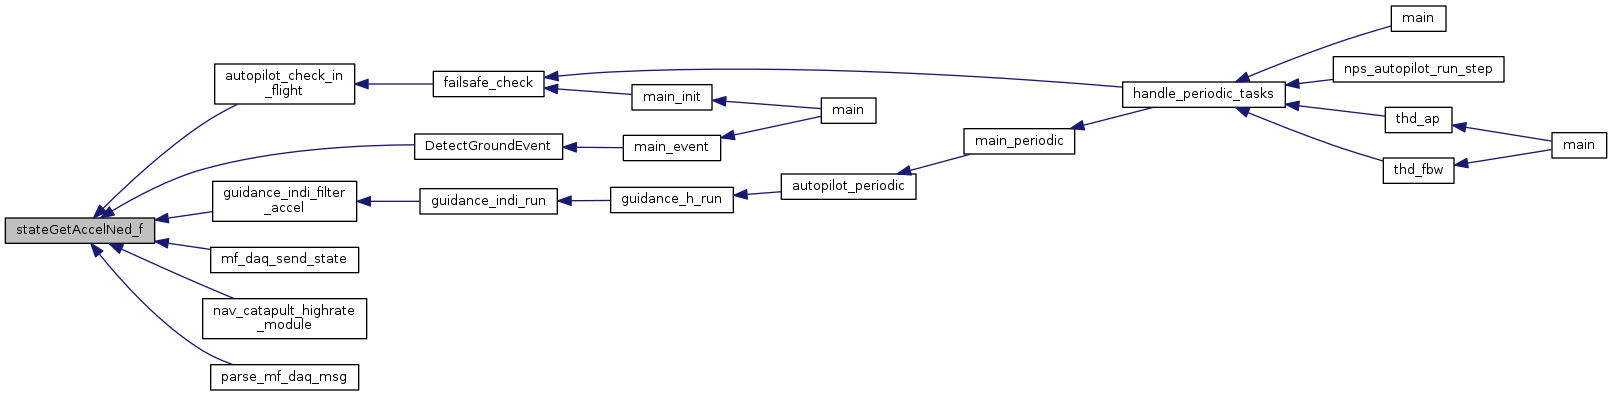 main
nps_autopilot_run_step
autopilot_check_in
_flight
failsafe_check
handle_periodic_tasks
main_init
main
thd_ap
DetectGroundEvent
main_event
main_periodic
main
thd_fbw
guidance_indi_filter
_accel
guidance_indi_run
guidance_h_run
autopilot_periodic
stateGetAccelNed_f
mf_daq_send_state
nav_catapult_highrate
_module
parse_mf_daq_msg